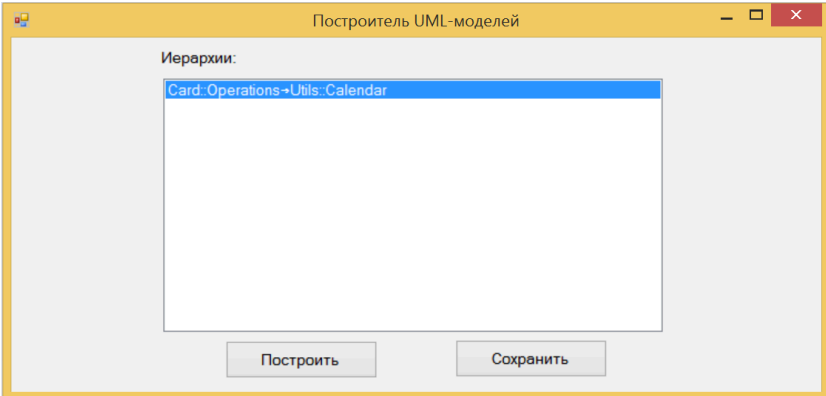 Построитель UML-моделей
Иерархии:
Card::Operations→Utils::Calendar
Построить
Сохранить